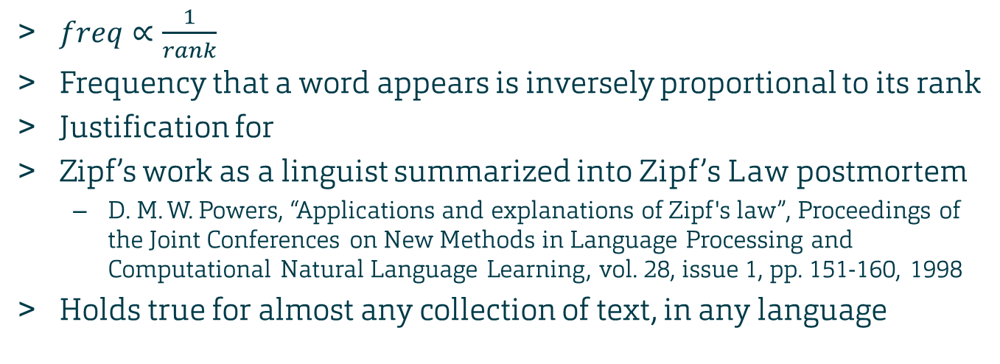 > freq ∝ 1/rank
> Frequency that a word appears is inversely proportional to its rank
> Justification for
> Zipf’s work as a linguist summarized into Zipf’s Law postmortem
– D. M. W. Powers, “Applications and explanations of Zipf's law”, Proceedings of
the Joint Conferences on New Methods in Language Processing and
Computational Natural Language Learning, vol. 28, issue 1, pp. 151-160, 1998
> Holds true for almost any collection of text, in any language